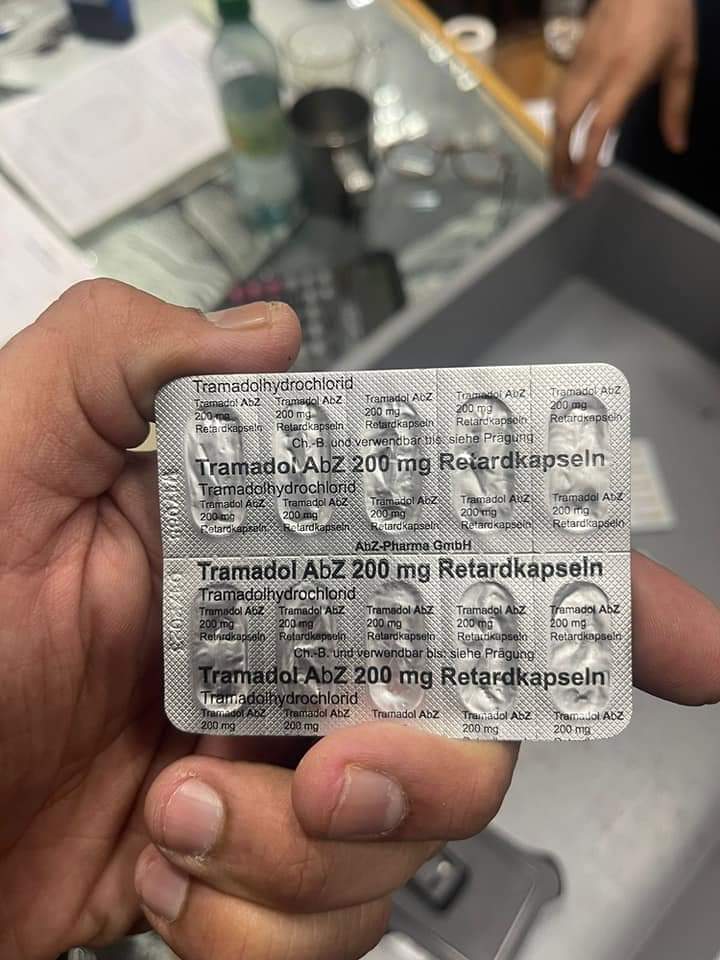 Tramadolhydrochlorid
Tramadol AbZ Tramadol AbZ Tramadol AbZ Tramadol AbZ Tramadol AbZ
200 mg 200 mg 200 mg 200 mg 200 mg
Retardkapseln Retardkapseln Retardkapseln Retardkapseln Retardkapseln
Ch.-B. und verwendbar bis: siehe Prägung
Tramadol AbZ 200 mg Retardkapseln
Tramadolhydrochlorid
Tramadol AbZ Tramadol AbZ Tramadol AbZ Tramadol AbZ Tramadol AbZ
200 mg 200 mg 200 mg 200 mg 200 mg
Retardkapseln Retardkapseln Retardkapseln Retardkapseln Retardkapseln
AbZ-Pharma GmbH
Tramadol AbZ 200 mg Retardkapseln
Tramadolhydrochlorid
Tramadol AbZ Tramadol AbZ Tramadol AbZ Tramadol AbZ Tramadol AbZ
200 mg 200 mg 200 mg 200 mg 200 mg
Retardkapseln Retardkapseln Retardkapseln Retardkapseln Retardkapseln
Ch.-B. und verwendbar bis: siehe Prägung
Tramadol AbZ 200 mg Retardkapseln
Tramadolhydrochlorid
Tramadol AbZ Tramadol AbZ Tramadol AbZ Tramadol AbZ Tramadol AbZ
200 mg 200 mg 200 mg 200 mg